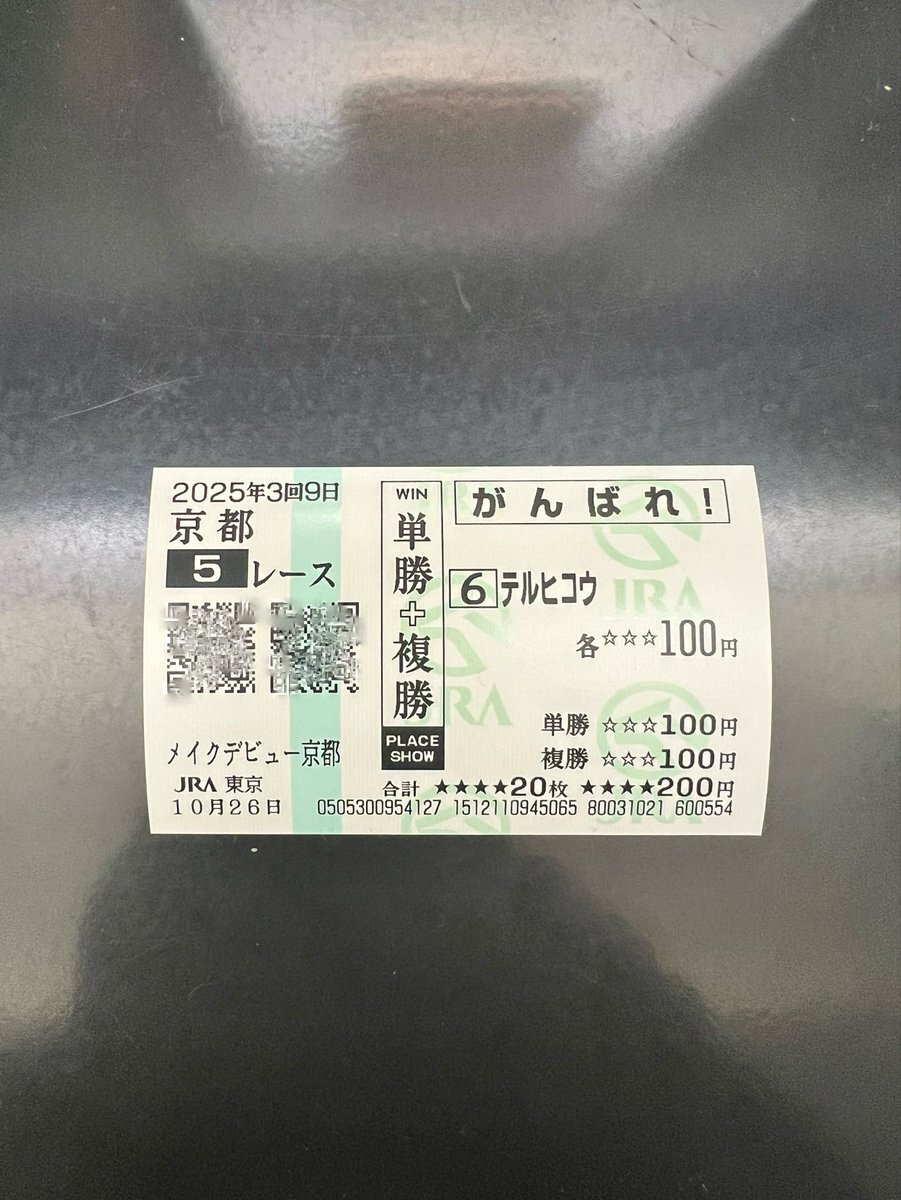 2025年3回9日
京都
5 レース
メイクデビュー京都
JRA 東京
10月26日
WIN
単勝+複勝
PLACE
SHOW
がんばれ!
6 テルヒコウ
各☆☆☆100円
単勝 ☆☆☆100円
複勝 ☆☆☆100円
合計 ★★★★20枚 ★★★★200円
0505300954127 1512110945065 80031021 600554
JRA
JRA
JRA